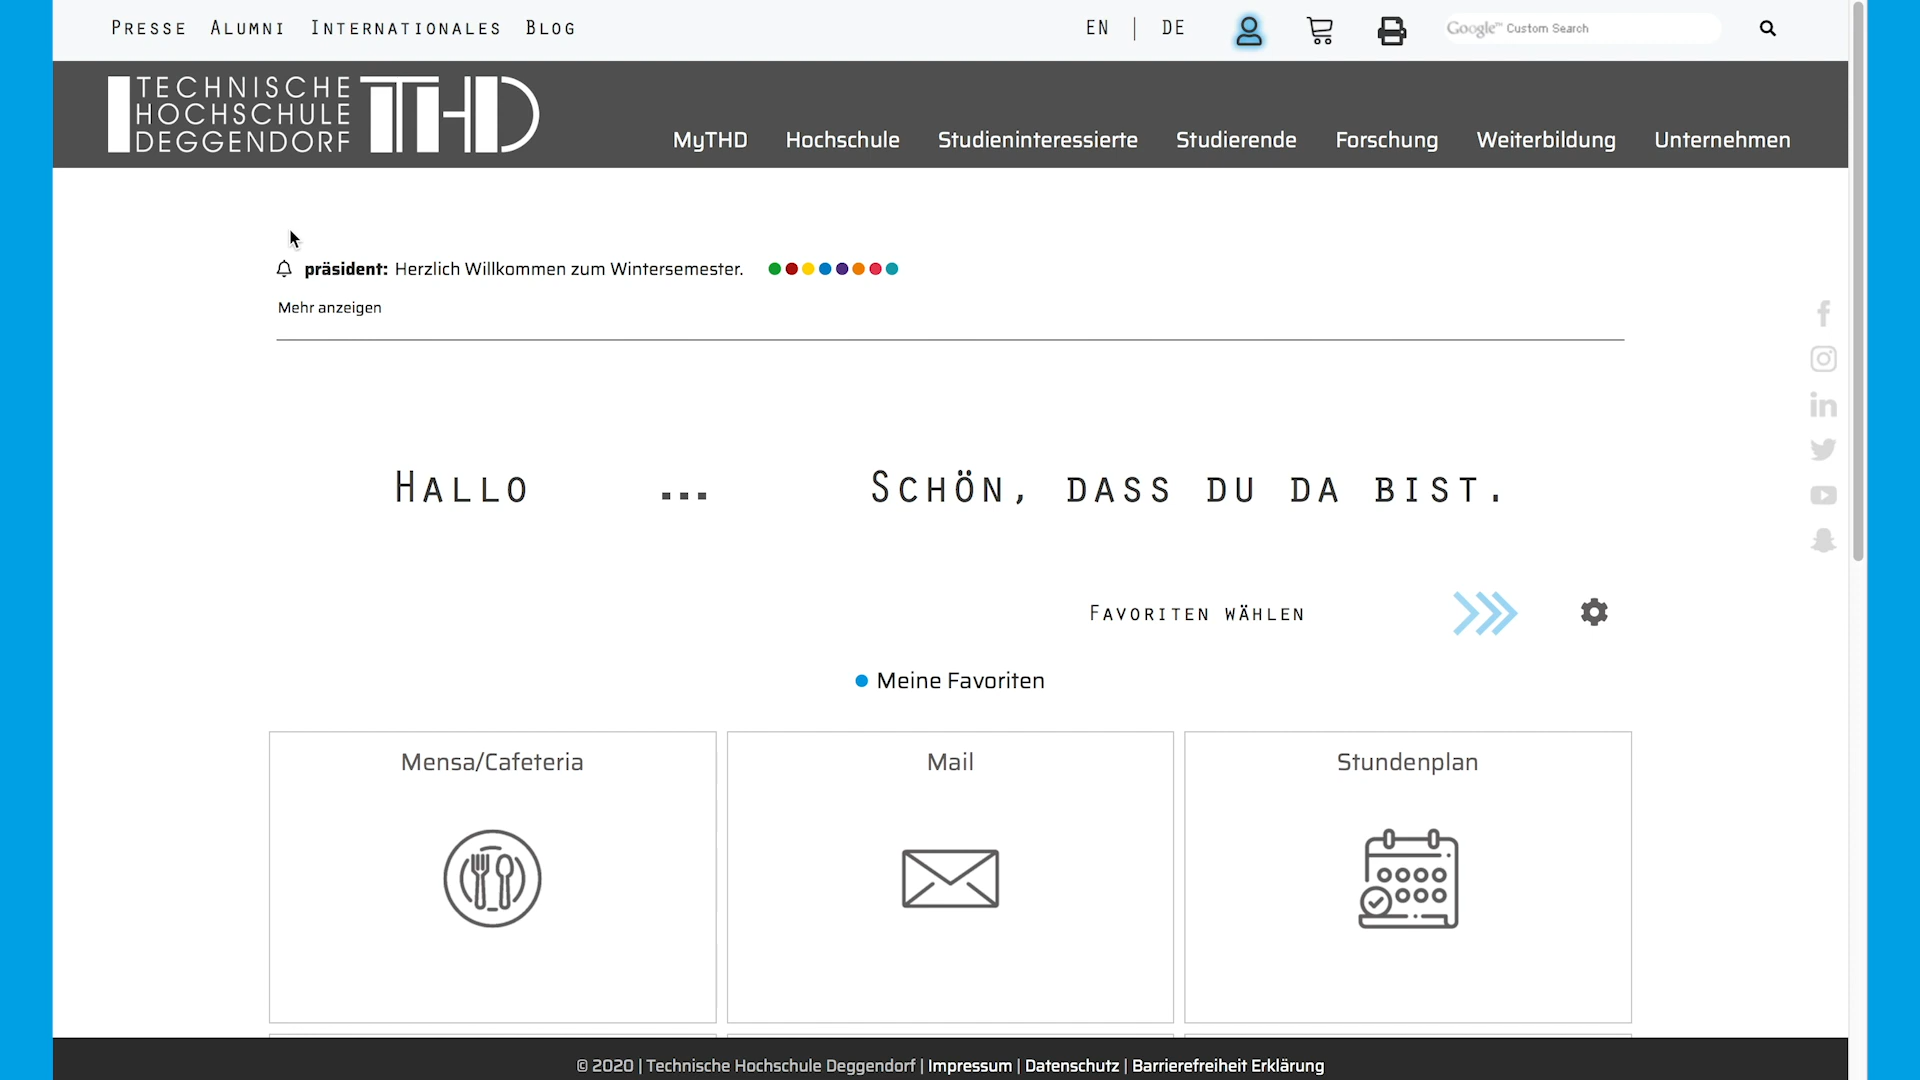 Presse Alumni Internationales Blog EN | DE Google™ Custom Search
TECHNISCHE
HOCHSCHULE
DEGGENDORF
THD
MyTHD Hochschule Studieninteressierte Studierende Forschung Weiterbildung Unternehmen
präsident: Herzlich Willkommen zum Wintersemester.
Mehr anzeigen
Hallo ... Schön, dass du da bist.
Favoriten wählen
Meine Favoriten
Mensa/Cafeteria Mail Stundenplan
© 2020 | Technische Hochschule Deggendorf | Impressum | Datenschutz | Barrierefreiheit Erklärung